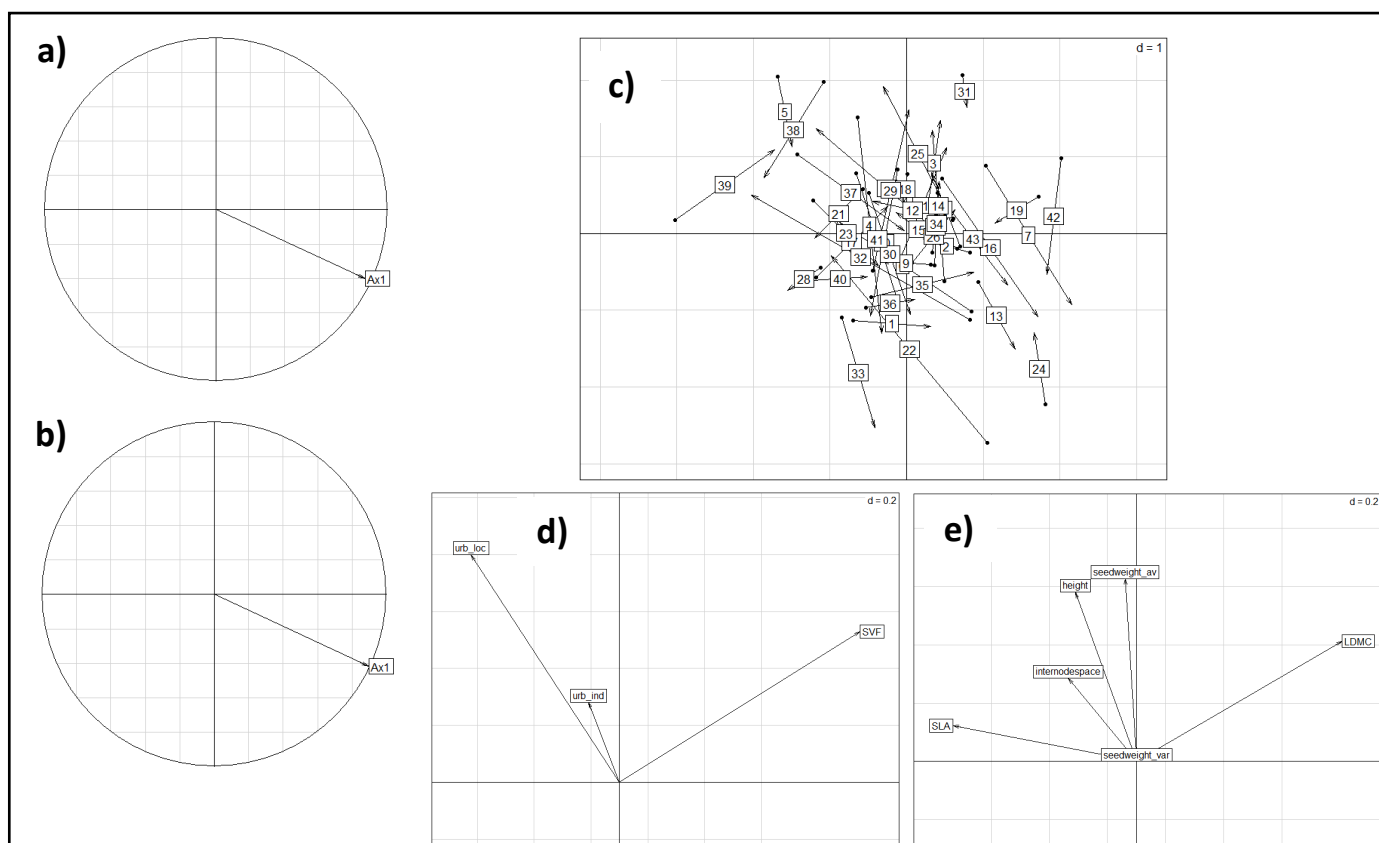 a)
Ax1
b)
Ax1
c)
d = 1
31
5
38
25
3
39
37
29
18
12
14
19
42
21
4
15
34
23
41
26
2
43
16
7
32
30
9
28
40
35
36
13
1
22
33
24
d)
d = 0.2
urb_loc
SVF
urb_ind
e)
d = 0.2
seedweight_av
height
LDMC
internodespace
SLA
seedweight_var